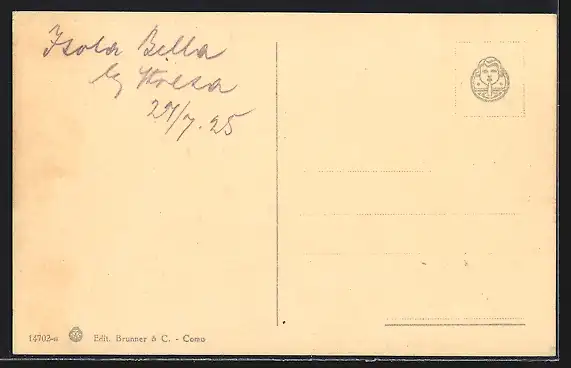 Isola Bella
by Stresa
27/7.25
14702-a Edit. Brunner & C. - Como